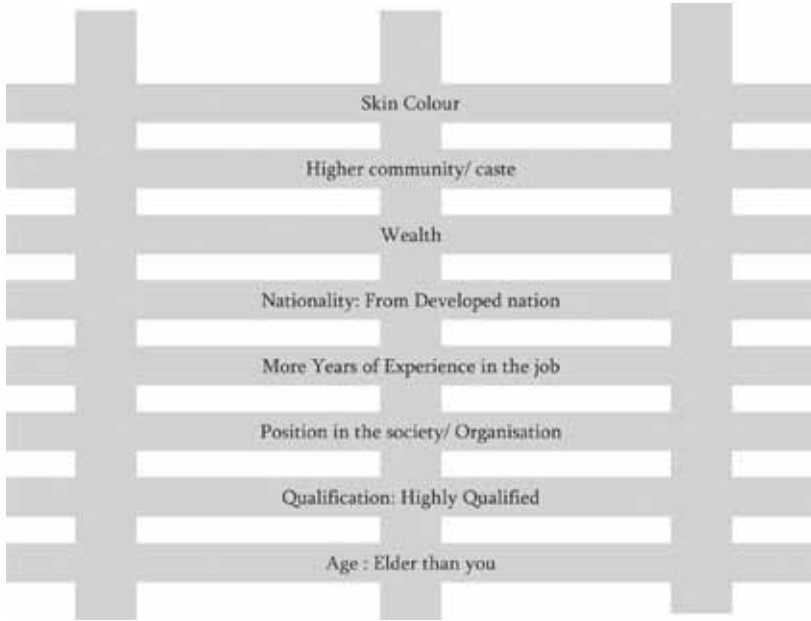 Skin Colour
Higher community/ caste
Wealth
Nationality: From Developed nation
More Years of Experience in the job
Position in the society/ Organisation
Qualification: Highly Qualified
Age : Elder than you